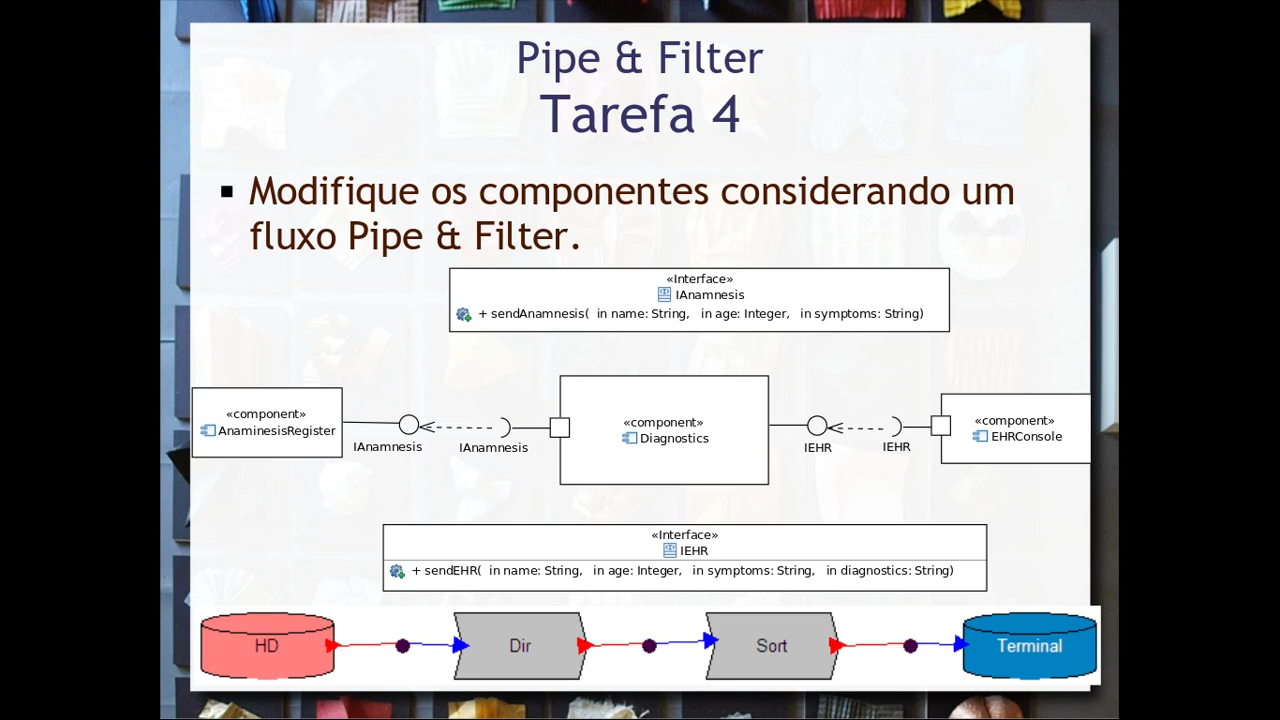 Pipe & Filter
Tarefa 4
Modifique os componentes considerando um
fluxo Pipe & Filter.
«Interface»
IAnamnesis
+ sendAnamnesis( in name: String, in age: Integer, in symptoms: String)
«component»
AnaminesisRegister
IAnamnesis
IAnamnesis
«component»
Diagnostics
IEHR
IEHR
«component»
EHRConsole
«Interface»
IEHR
+ sendEHR( in name: String, in age: Integer, in symptoms: String, in diagnostics: String)
HD
Dir
Sort
Terminal